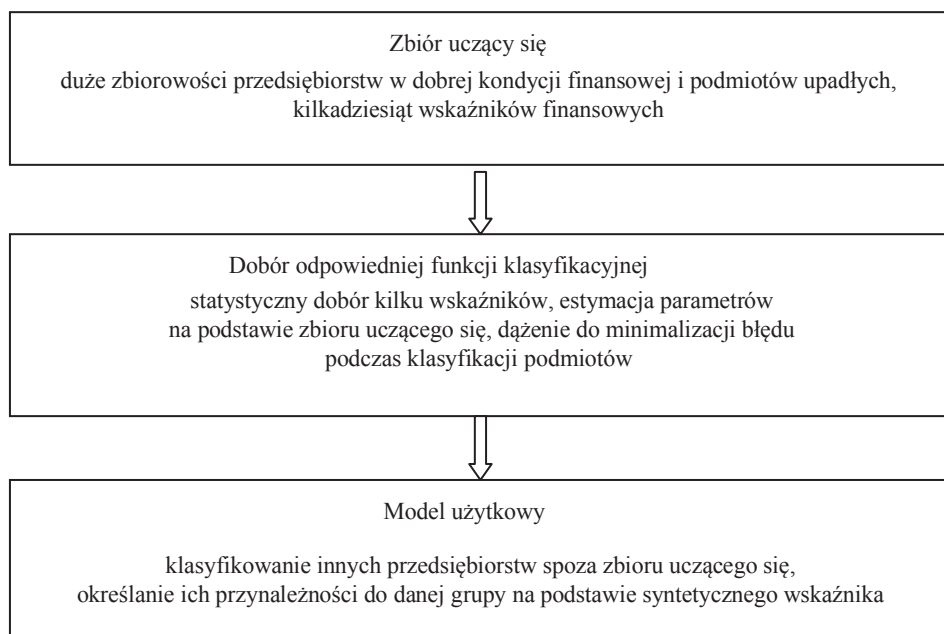 Zbiór uczący się
duże zbiorowości przedsiębiorstw w dobrej kondycji finansowej i podmiotów upadłych,
kilkadziesiąt wskaźników finansowych
Dobór odpowiedniej funkcji klasyfikacyjnej
statystyczny dobór kilku wskaźników, estymacja parametrów
na podstawie zbioru uczącego się, dążenie do minimalizacji błędu
podczas klasyfikacji podmiotów
Model użytkowy
klasyfikowanie innych przedsiębiorstw spoza zbioru uczącego się,
określanie ich przynależności do danej grupy na podstawie syntetycznego wskaźnika